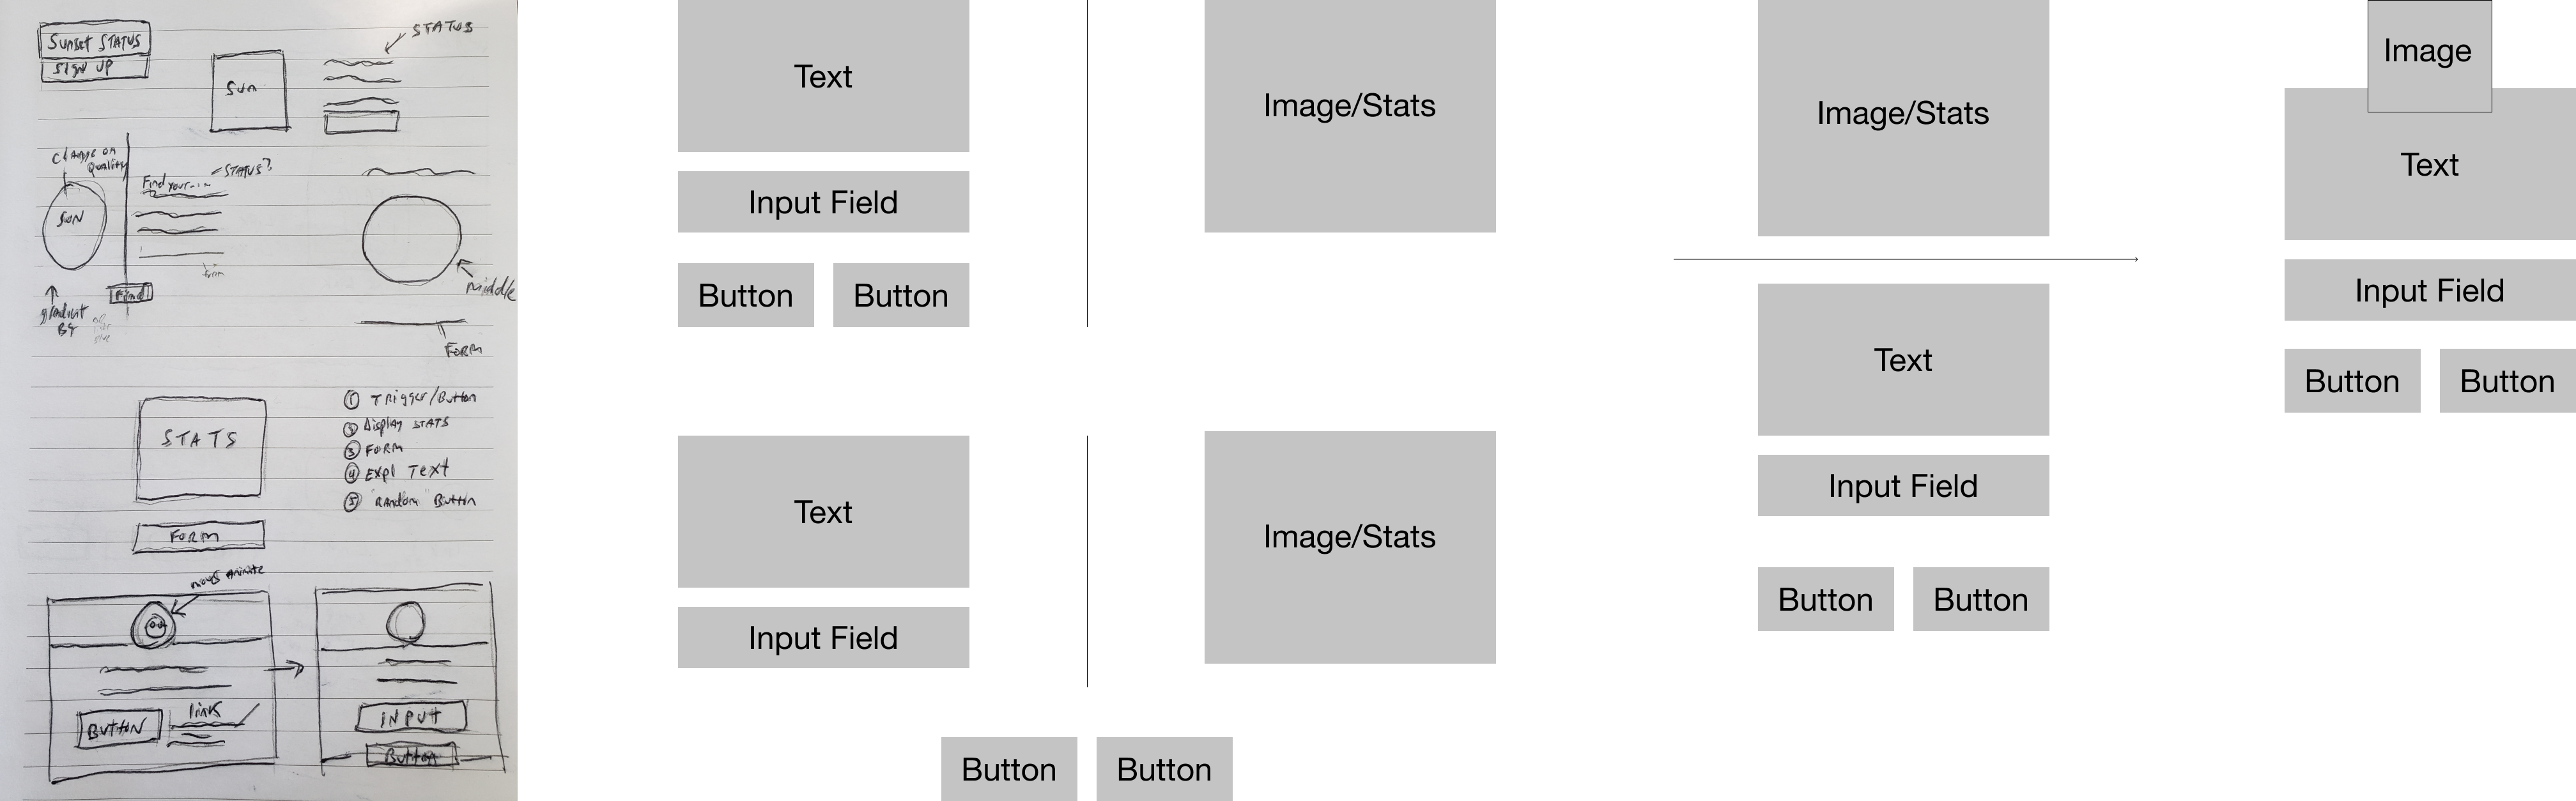 Sunset STATUS
Sign UP
STATUS
Sun
Change on
Quality
SUN
Find your...
STATUS?
Form
Find
gradient
BG
middle
Form
STATS
FORM
① Trigger/Button
② Display STATS
③ FORM
④ Expl Text
⑤ "Random" Button
Animate
Button
link
INPUT
Button
Text
Input Field
Button Button
Image/Stats
Text
Input Field
Image/Stats
Button Button
Image/Stats
Text
Input Field
Button Button
Image
Text
Input Field
Button Button